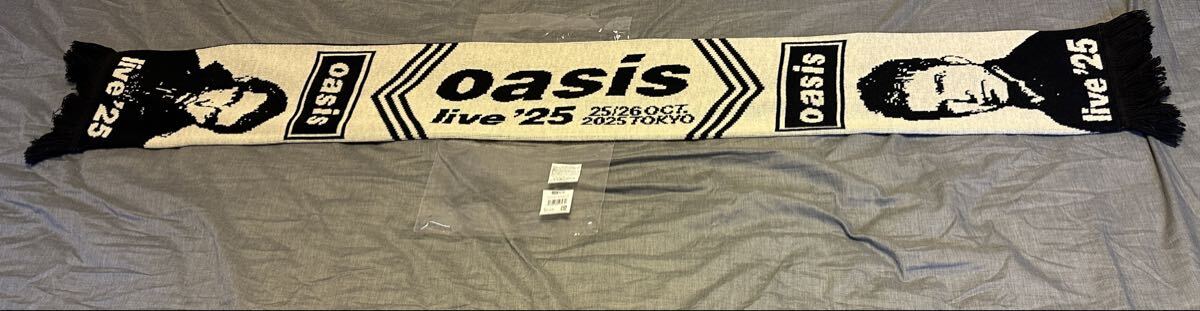 live '25
oasis
oasis
live '25
25/26 OCT.
2025 TOKYO
oasis
live '25